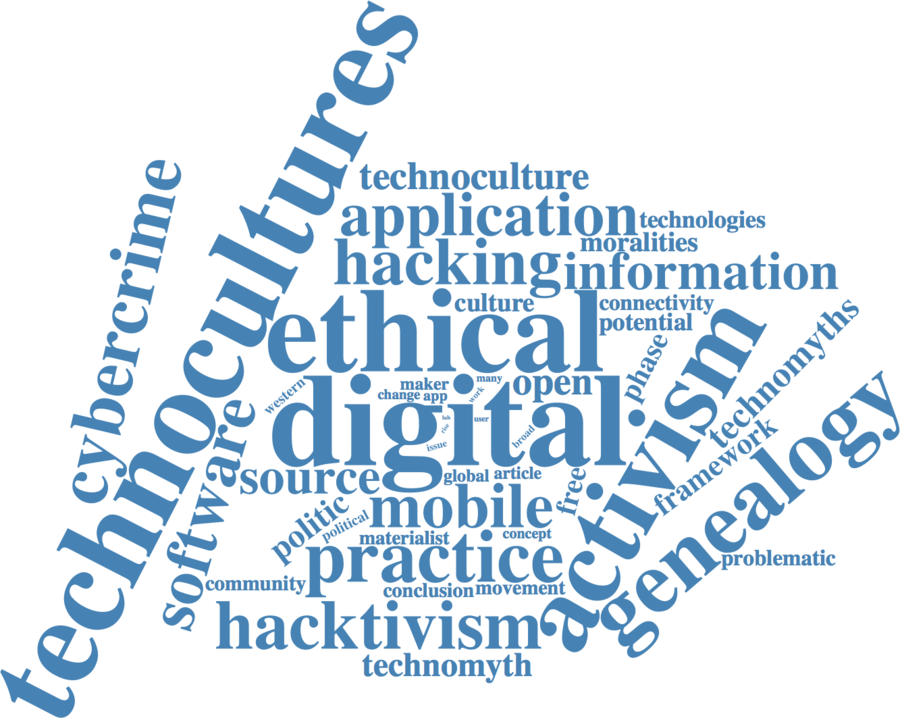 technocultures
cybercrime
technoculture
application
technologies
moralities
hacking
information
culture
connectivity
ethical
potential
technomyths
activism
phase
genealogy
western
maker
many
open
change
app
work
digital
user
rise
broad
issue
software
framework
source
global
article
free
politic
political
mobile
concept
materialist
practice
problematic
community
conclusion
movement
hacktivism
technomyth